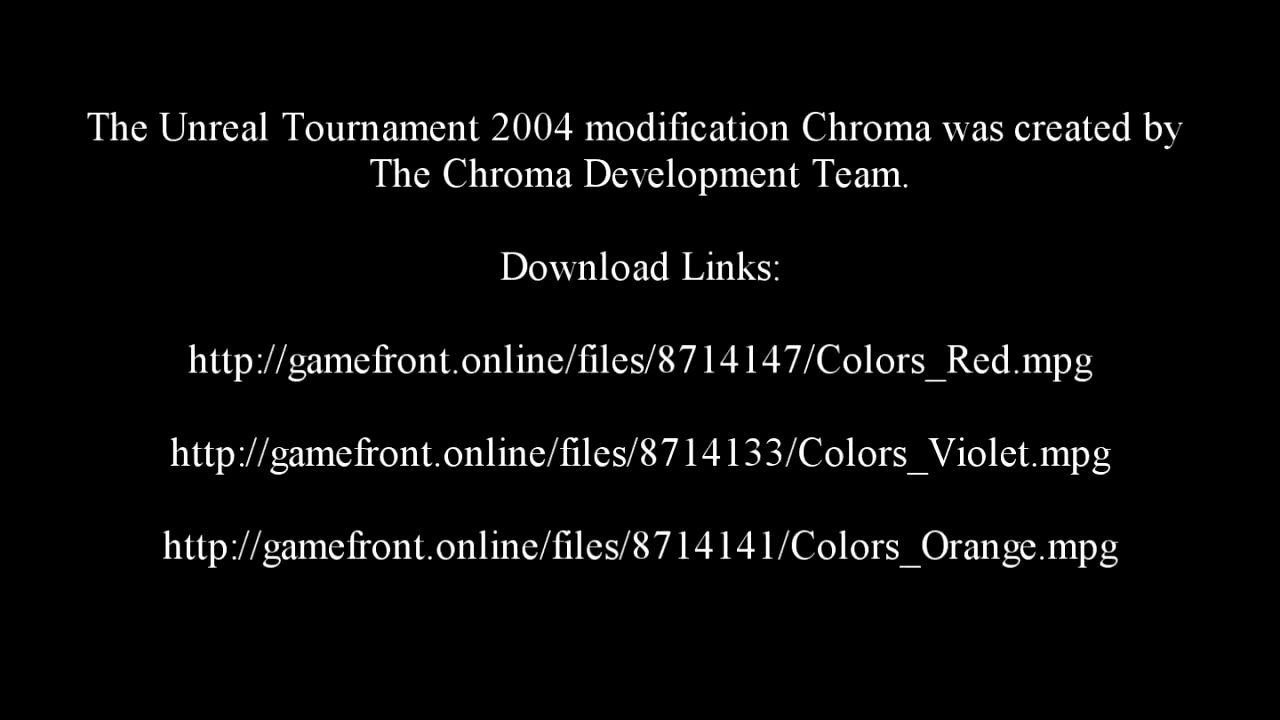 The Unreal Tournament 2004 modification Chroma was created by
The Chroma Development Team.
Download Links:
http://gamefront.online/files/8714147/Colors_Red.mpg
http://gamefront.online/files/8714133/Colors_Violet.mpg
http://gamefront.online/files/8714141/Colors_Orange.mpg